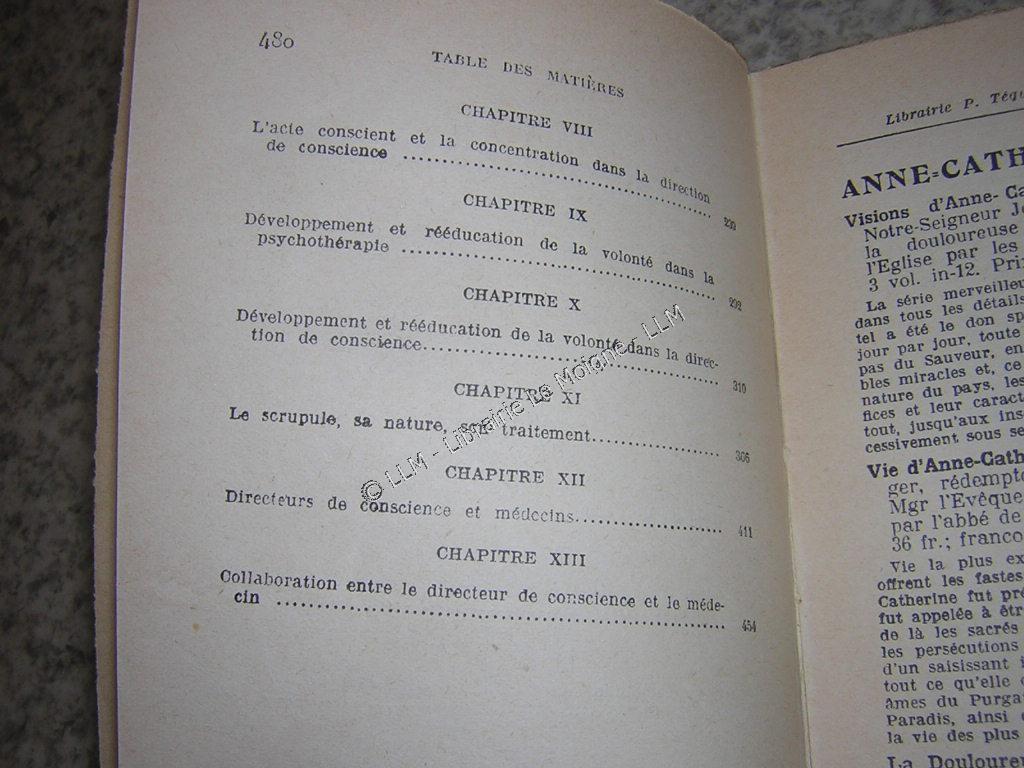 480
TABLE DES MATIÈRES
CHAPITRE VIII
L'acte conscient et la concentration dans la direction
de conscience
CHAPITRE IX
Développement et rééducation de la volonté dans la
psychothérapie
CHAPITRE X
Développement et rééducation de la volonté dans la direc-
tion de conscience 310
CHAPITRE XI
Le scrupule, sa nature, son traitement 366
CHAPITRE XII
Directeurs de conscience et médecins 411
CHAPITRE XIII
Collaboration entre le directeur de conscience et le méde-
cin 454
© LLM - Librairie Le Moigne - LLM
Librairie P. Téqu
ANNE-CATH
Visions d'Anne-Ca
Notre-Seigneur Je
la douloureuse
l'Eglise par les
3 vol. in-12. Prix
La série merveilleu
dans tous les détails
tel a été le don sp
jour par jour, toute
pas du Sauveur, en
bles miracles et, ce
nature du pays, les
fices et leur caract
tout, jusqu'aux ins
cessivement sous se
Vie d'Anne-Cath
ger, rédempto
Mgr l'Evêque
par l'abbé de
36 fr.; franco
Vie la plus ex
offrent les fastes
Catherine fut pré
fut appelée à êtr
de là les sacrés
les persécutions
d'un saisissant i
tout ce qu'elle
âmes du Purga
Paradis, ainsi
la vie des plus
La Douloureu